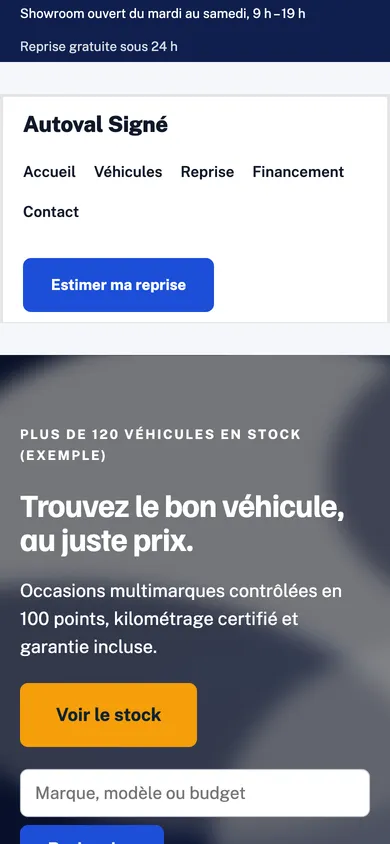 Showroom ouvert du mardi au samedi, 9 h – 19 h
Reprise gratuite sous 24 h
Autoval Signé
Accueil Véhicules Reprise Financement
Contact
Estimer ma reprise
PLUS DE 120 VÉHICULES EN STOCK
(EXEMPLE)
Trouvez le bon véhicule,
au juste prix.
Occasions multimarques contrôlées en
100 points, kilométrage certifié et
garantie incluse.
Voir le stock
Marque, modèle ou budget